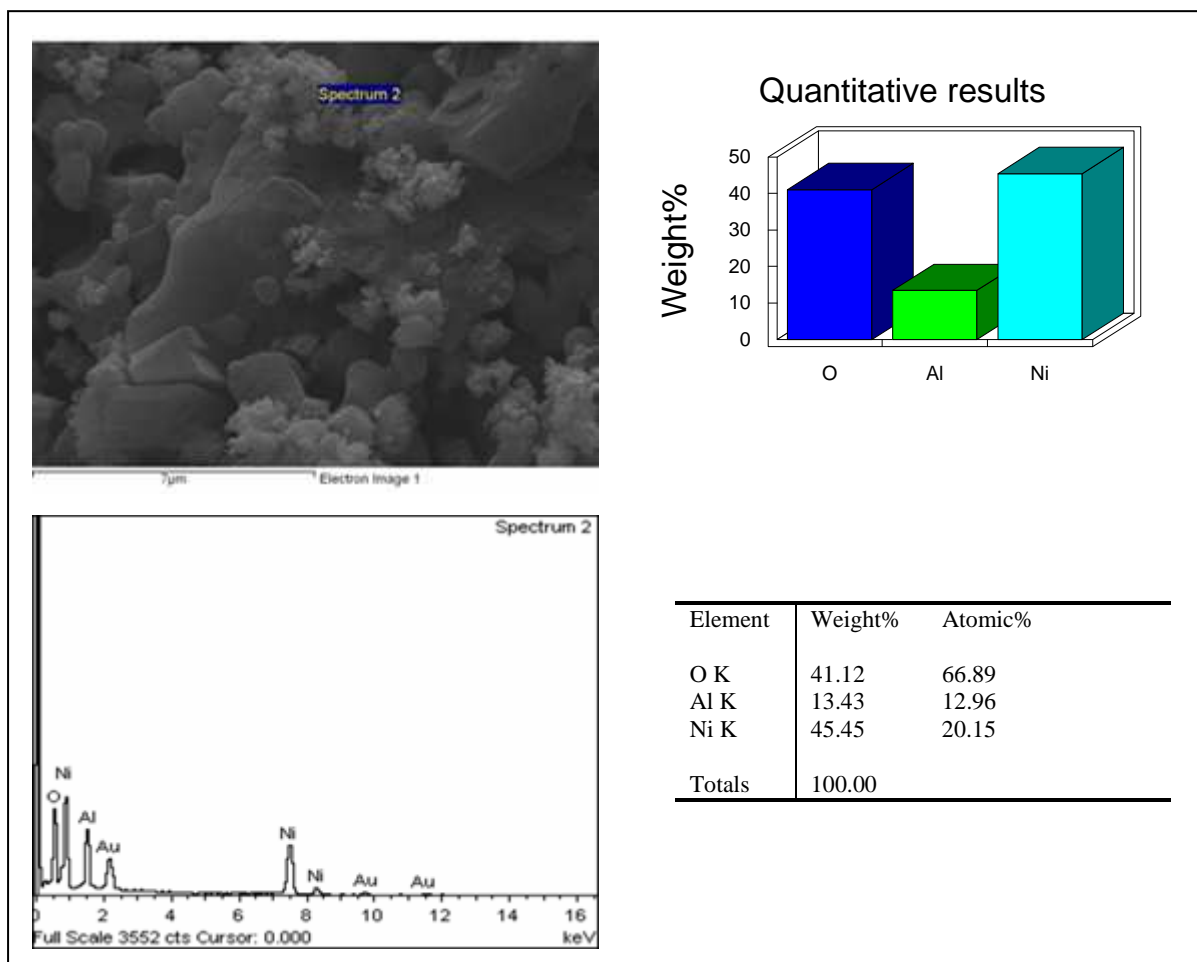 Spectrum 2
7µm Electron Image 1
Quantitative results
Weight%
50
40
30
20
10
0
O Al Ni
Spectrum 2
Ni
O
Al
Au
Ni
Ni
Au
Au
0 2 4 6 8 10 12 14 16
Full Scale 3552 cts Cursor: 0.000 keV
Element Weight% Atomic%
O K 41.12 66.89
Al K 13.43 12.96
Ni K 45.45 20.15
Totals 100.00